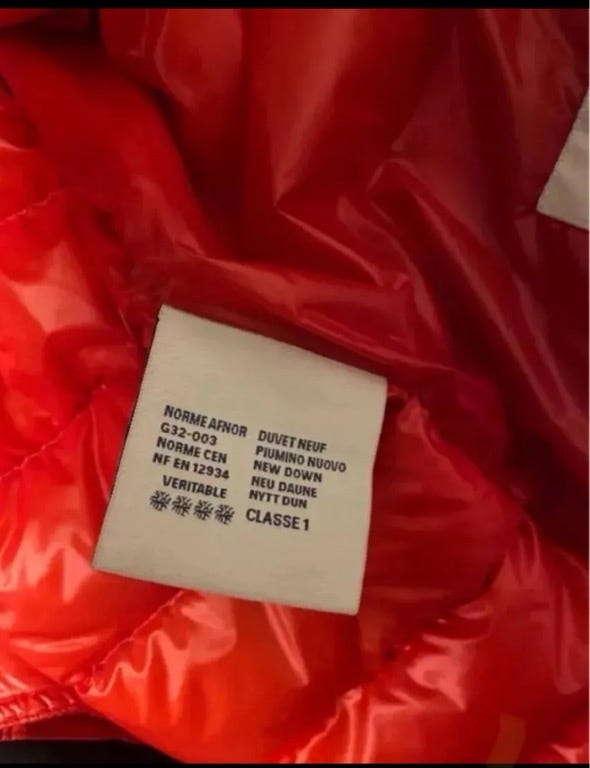 NORME AFNOR
G32-003
NORME CEN
NF EN 12934
VERITABLE
DUVET NEUF
PIUMINO NUOVO
NEW DOWN
NEU DAUNE
NYTT DUN
CLASSE 1